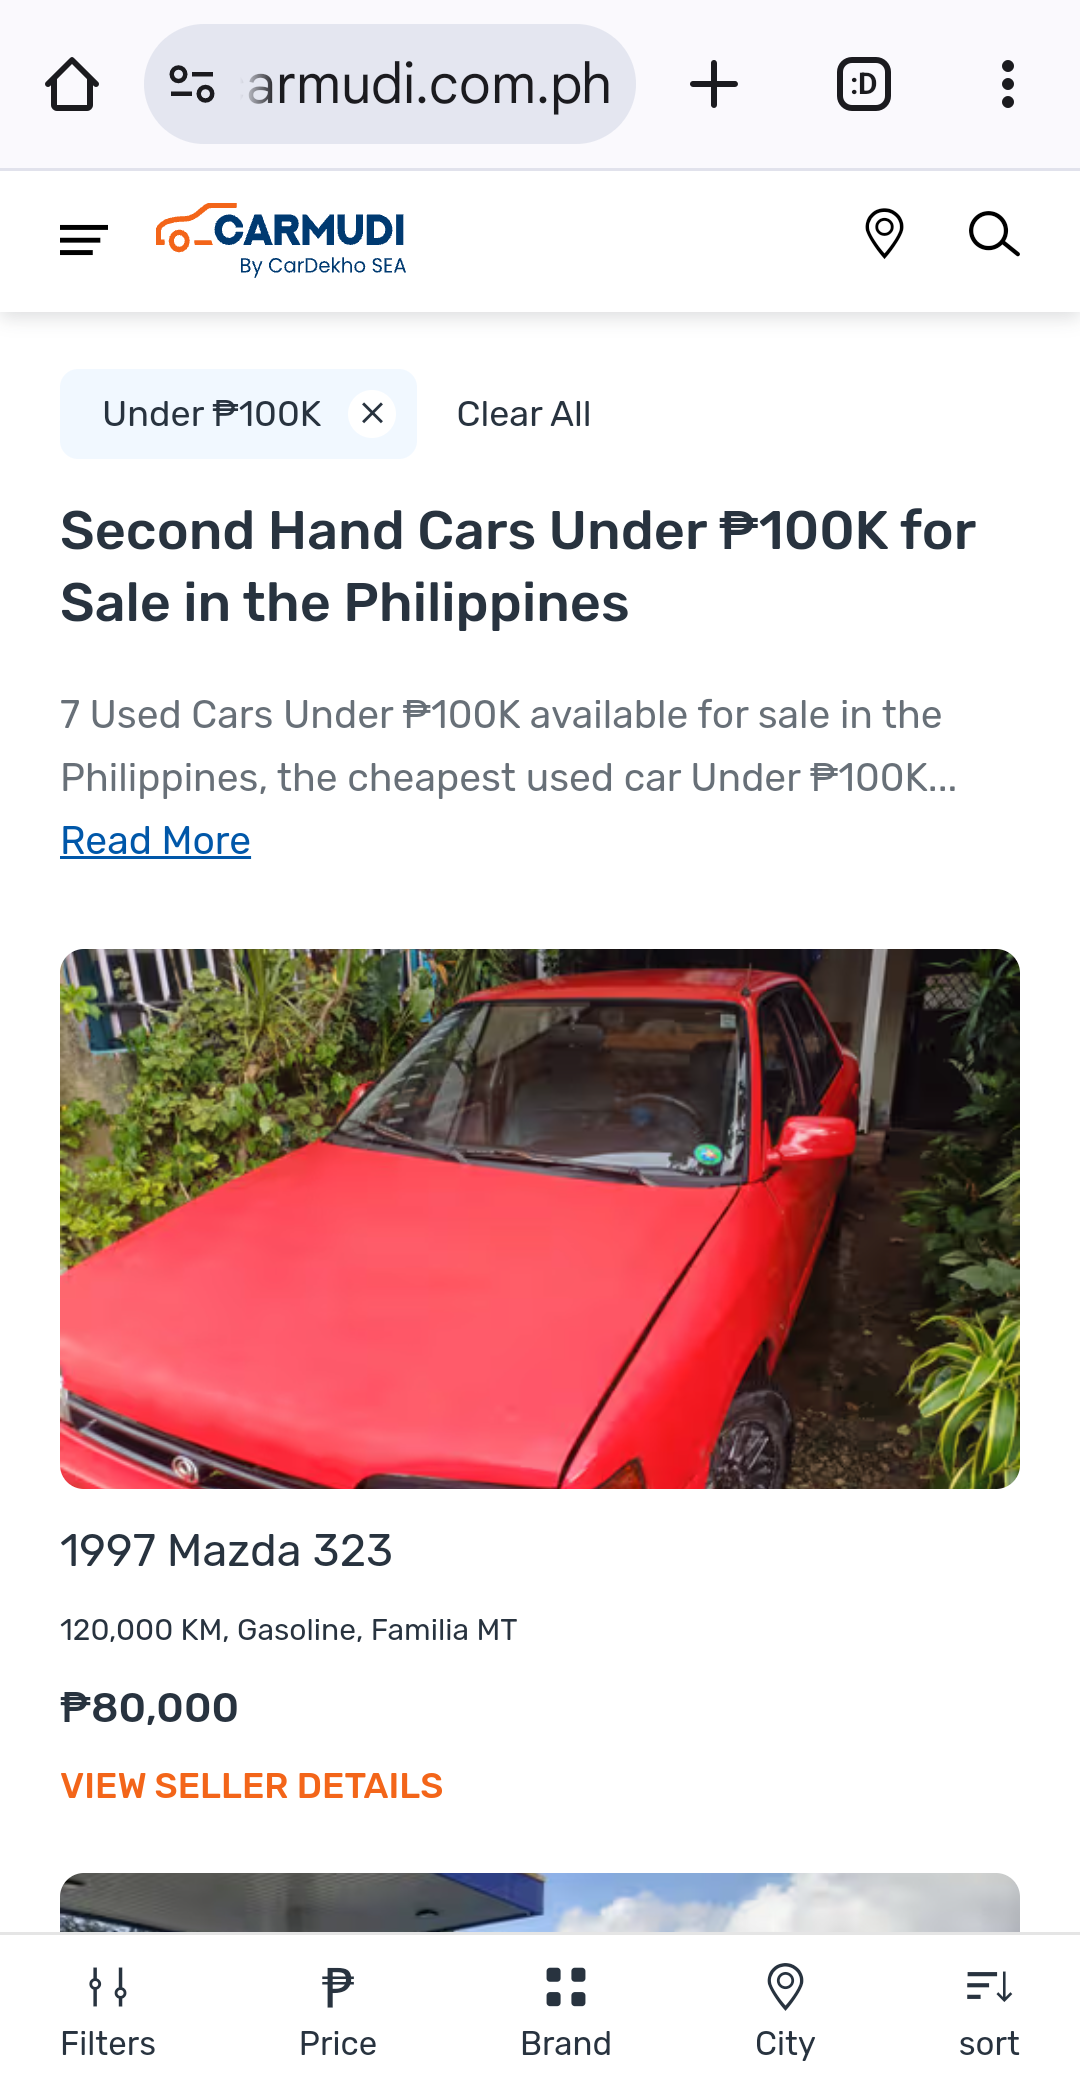 armudi.com.ph
:D
CARMUDI
By CarDekho SEA
Under ₱100K
Clear All
Second Hand Cars Under ₱100K for
Sale in the Philippines
7 Used Cars Under ₱100K available for sale in the
Philippines, the cheapest used car Under ₱100K...
Read More
1997 Mazda 323
120,000 KM, Gasoline, Familia MT
₱80,000
VIEW SELLER DETAILS
Filters
Price
Brand
City
sort